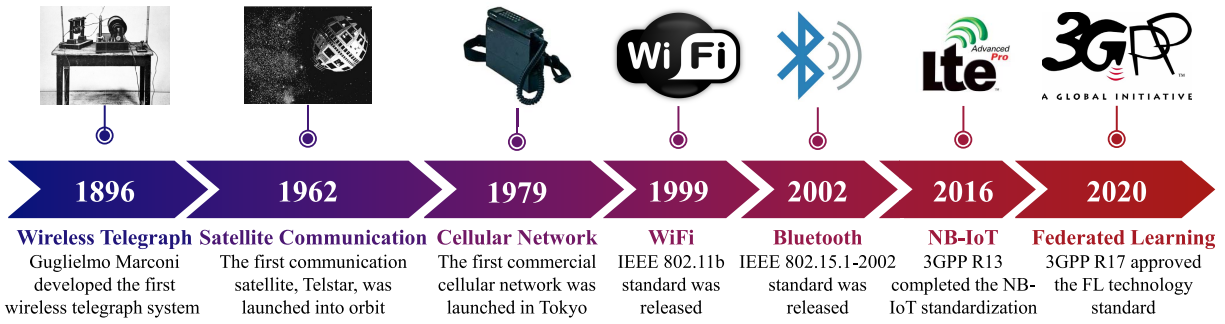 WiFi
LTE Advanced Pro
3GPP™
A GLOBAL INITIATIVE
1896
1962
1979
1999
2002
2016
2020
Wireless Telegraph
Guglielmo Marconi
developed the first
wireless telegraph system
Satellite Communication
The first communication
satellite, Telstar, was
launched into orbit
Cellular Network
The first commercial
cellular network was
launched in Tokyo
WiFi
IEEE 802.11b
standard was
released
Bluetooth
IEEE 802.15.1-2002
standard was
released
NB-IoT
3GPP R13
completed the NB-
IoT standardization
Federated Learning
3GPP R17 approved
the FL technology
standard